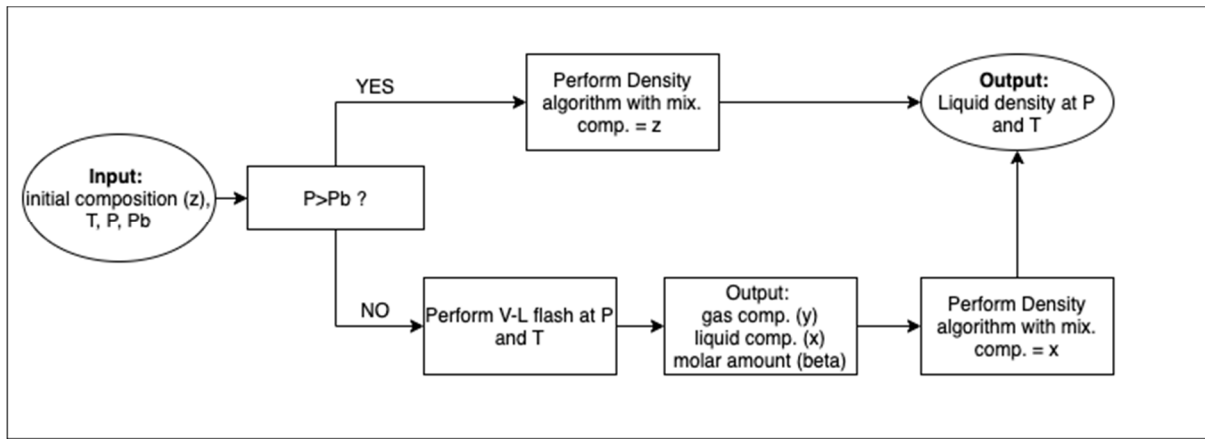 Input:
initial composition (z),
T, P, Pb
P>Pb ?
YES
Perform Density
algorithm with mix.
comp. = z
Output:
Liquid density at P
and T
NO
Perform V-L flash at P
and T
Output:
gas comp. (y)
liquid comp. (x)
molar amount (beta)
Perform Density
algorithm with mix.
comp. = x